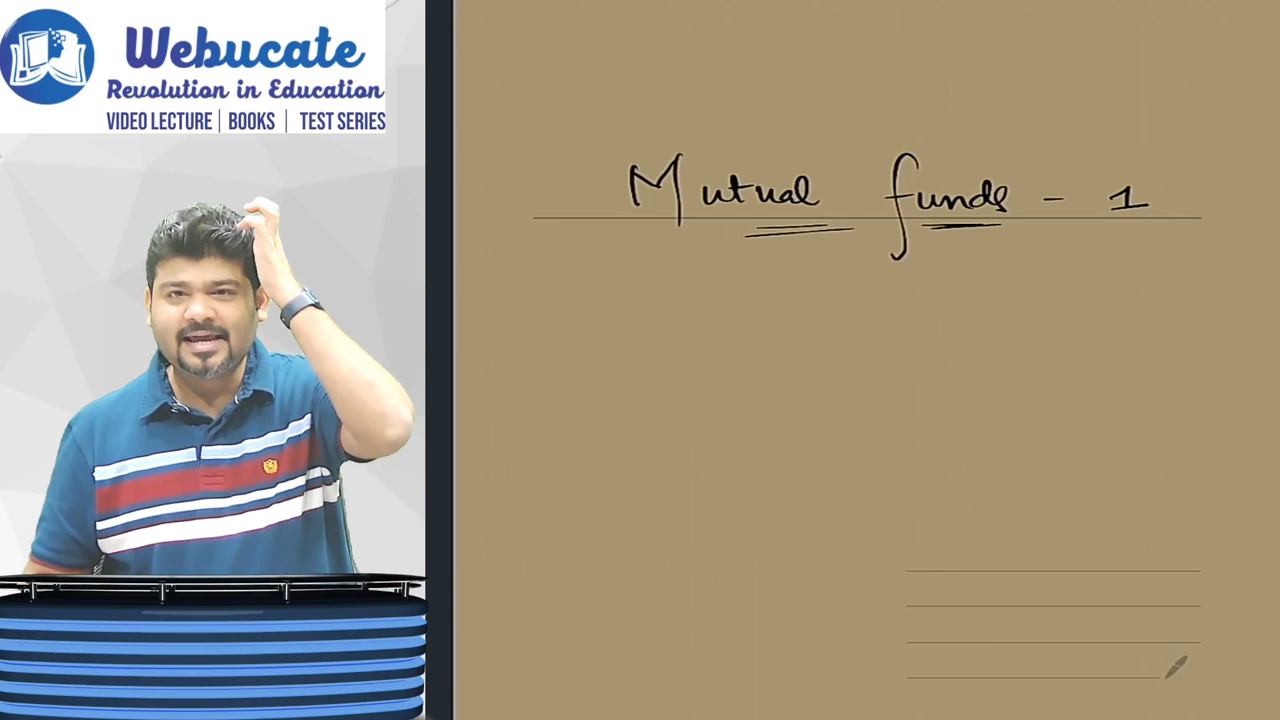 Webucate
Revolution in Education
VIDEO LECTURE | BOOKS | TEST SERIES
Mutual funds - 1